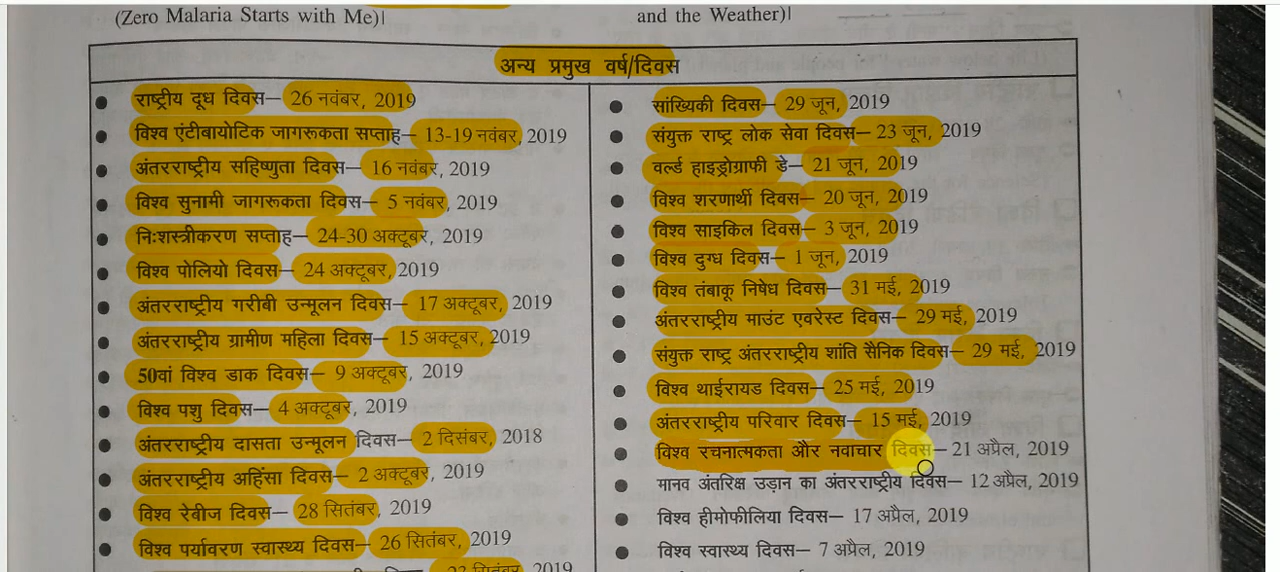 (Zero Malaria Starts with Me)|
and the Weather)|
अन्य प्रमुख वर्ष/दिवस
राष्ट्रीय दूध दिवस– 26 नवंबर, 2019
विश्व एंटीबायोटिक जागरूकता सप्ताह– 13-19 नवंबर, 2019
अंतरराष्ट्रीय सहिष्णुता दिवस– 16 नवंबर, 2019
विश्व सुनामी जागरूकता दिवस– 5 नवंबर, 2019
निःशस्त्रीकरण सप्ताह– 24-30 अक्टूबर, 2019
विश्व पोलियो दिवस– 24 अक्टूबर, 2019
अंतरराष्ट्रीय गरीबी उन्मूलन दिवस– 17 अक्टूबर, 2019
अंतरराष्ट्रीय ग्रामीण महिला दिवस– 15 अक्टूबर, 2019
50वां विश्व डाक दिवस– 9 अक्टूबर, 2019
विश्व पशु दिवस– 4 अक्टूबर, 2019
अंतरराष्ट्रीय दासता उन्मूलन दिवस– 2 दिसंबर, 2018
अंतरराष्ट्रीय अहिंसा दिवस– 2 अक्टूबर, 2019
विश्व रेबीज दिवस– 28 सितंबर, 2019
विश्व पर्यावरण स्वास्थ्य दिवस– 26 सितंबर, 2019
23 सितंबर, 2019
सांख्यिकी दिवस– 29 जून, 2019
संयुक्त राष्ट्र लोक सेवा दिवस– 23 जून, 2019
वर्ल्ड हाइड्रोग्राफी डे– 21 जून, 2019
विश्व शरणार्थी दिवस– 20 जून, 2019
विश्व साइकिल दिवस– 3 जून, 2019
विश्व दुग्ध दिवस– 1 जून, 2019
विश्व तंबाकू निषेध दिवस– 31 मई, 2019
अंतरराष्ट्रीय माउंट एवरेस्ट दिवस– 29 मई, 2019
संयुक्त राष्ट्र अंतरराष्ट्रीय शांति सैनिक दिवस– 29 मई, 2019
विश्व थाईरायड दिवस– 25 मई, 2019
अंतरराष्ट्रीय परिवार दिवस– 15 मई, 2019
विश्व रचनात्मकता और नवाचार दिवस– 21 अप्रैल, 2019
मानव अंतरिक्ष उड़ान का अंतरराष्ट्रीय दिवस– 12 अप्रैल, 2019
विश्व हीमोफीलिया दिवस– 17 अप्रैल, 2019
विश्व स्वास्थ्य दिवस– 7 अप्रैल, 2019